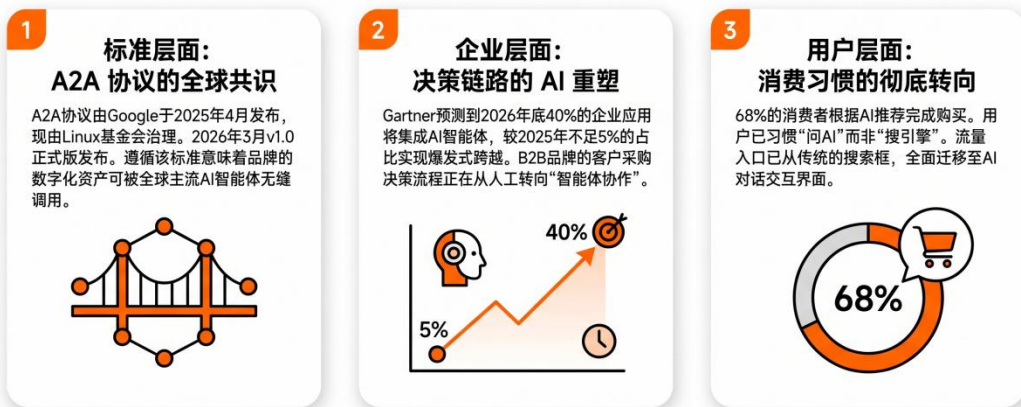 1
标准层面：
A2A 协议的全球共识
A2A协议由Google于2025年4月发布，
现由Linux基金会治理。2026年3月v1.0
正式版发布。遵循该标准意味着品牌的
数字化资产可被全球主流AI智能体无缝
调用。
2
企业层面：
决策链路的 AI 重塑
Gartner预测到2026年底40%的企业应用
将集成AI智能体，较2025年不足5%的占
比实现爆发式跨越。B2B品牌的客户采购
决策流程正在从人工转向“智能体协作”。
40%
5%
3
用户层面：
消费习惯的彻底转向
68%的消费者根据AI推荐完成购买。用
户已习惯“问AI”而非“搜引擎”。流量
入口已从传统的搜索框，全面迁移至AI
对话交互界面。
68%